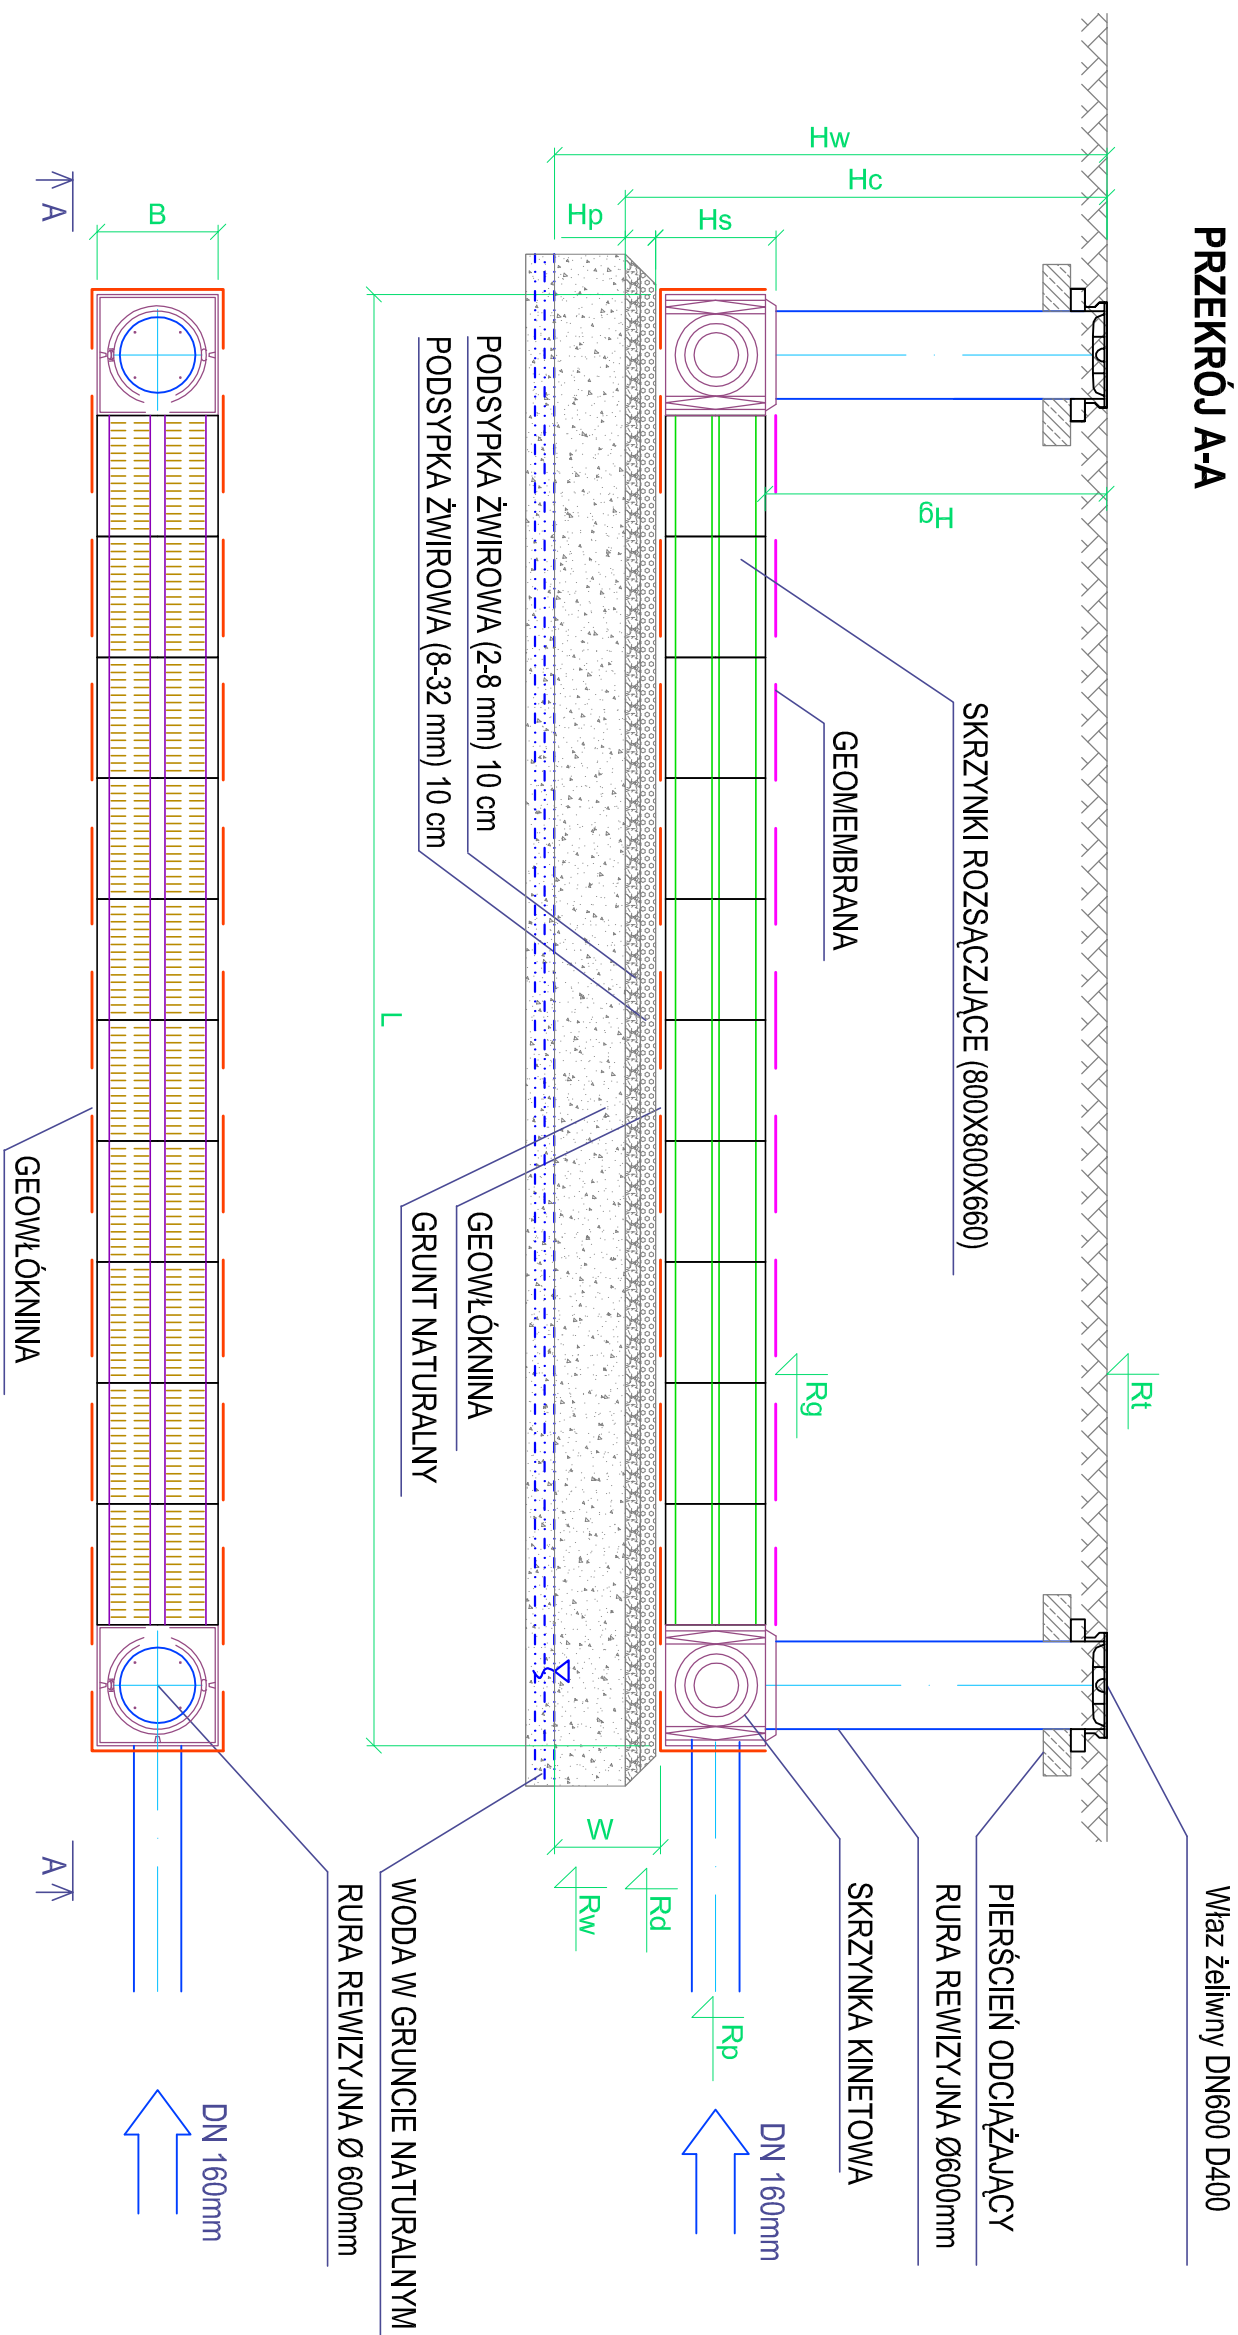 PRZEKRÓJ A-A
Właz żeliwny DN600 D400
PIERŚCIEŃ ODCIĄŻAJĄCY
RURA REWIZYJNA Ø600mm
SKRZYNKA KINETOWA
DN 160mm
SKRZYNKI ROZSĄCZJĄCE (800X800X660)
GEOMEMBRANA
Hw
Hc
Hp
Hs
Hg
Rt
Rg
Rp
Rd
Rw
W
PODSYPKA ŻWIROWA (2-8 mm) 10 cm
PODSYPKA ŻWIROWA (8-32 mm) 10 cm
GEOWŁÓKNINA
GRUNT NATURALNY
L
WODA W GRUNCIE NATURALNYM
RURA REWIZYJNA Ø 600mm
B
DN 160mm
GEOWŁÓKNINA
A
A